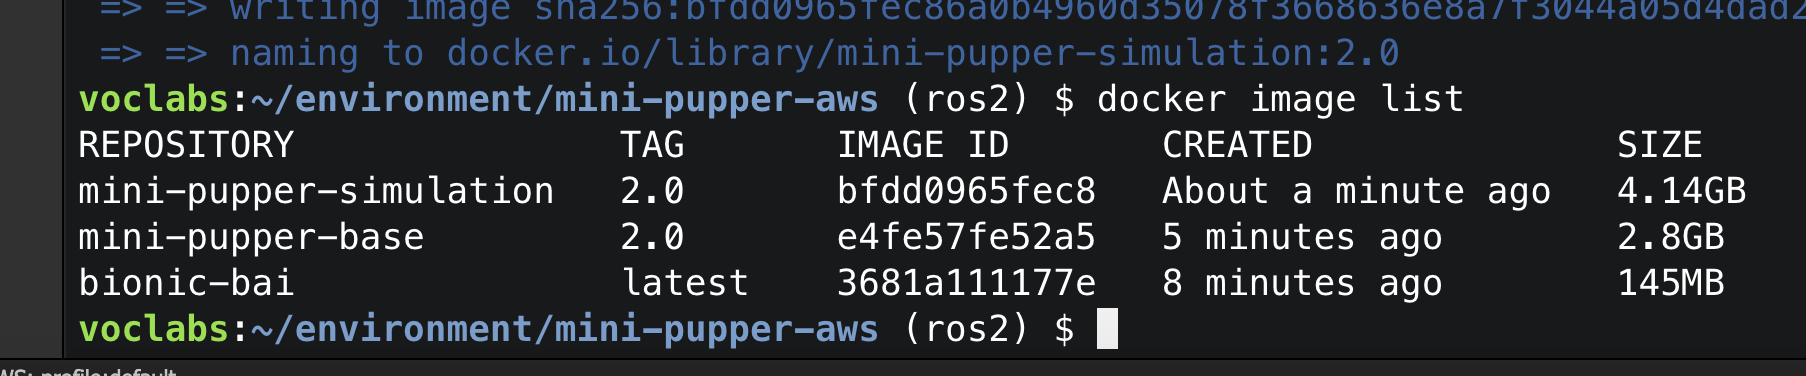 => => writing image sha256:bfdd0965fec86a0b4960d35078f3668636e8a7f3044a05d4dad2
=> => naming to docker.io/library/mini-pupper-simulation:2.0
voclabs:~/environment/mini-pupper-aws (ros2) $ docker image list
REPOSITORY TAG IMAGE ID CREATED SIZE
mini-pupper-simulation 2.0 bfdd0965fec8 About a minute ago 4.14GB
mini-pupper-base 2.0 e4fe57fe52a5 5 minutes ago 2.8GB
bionic-bai latest 3681a111177e 8 minutes ago 145MB
voclabs:~/environment/mini-pupper-aws (ros2) $
WS: profile:default